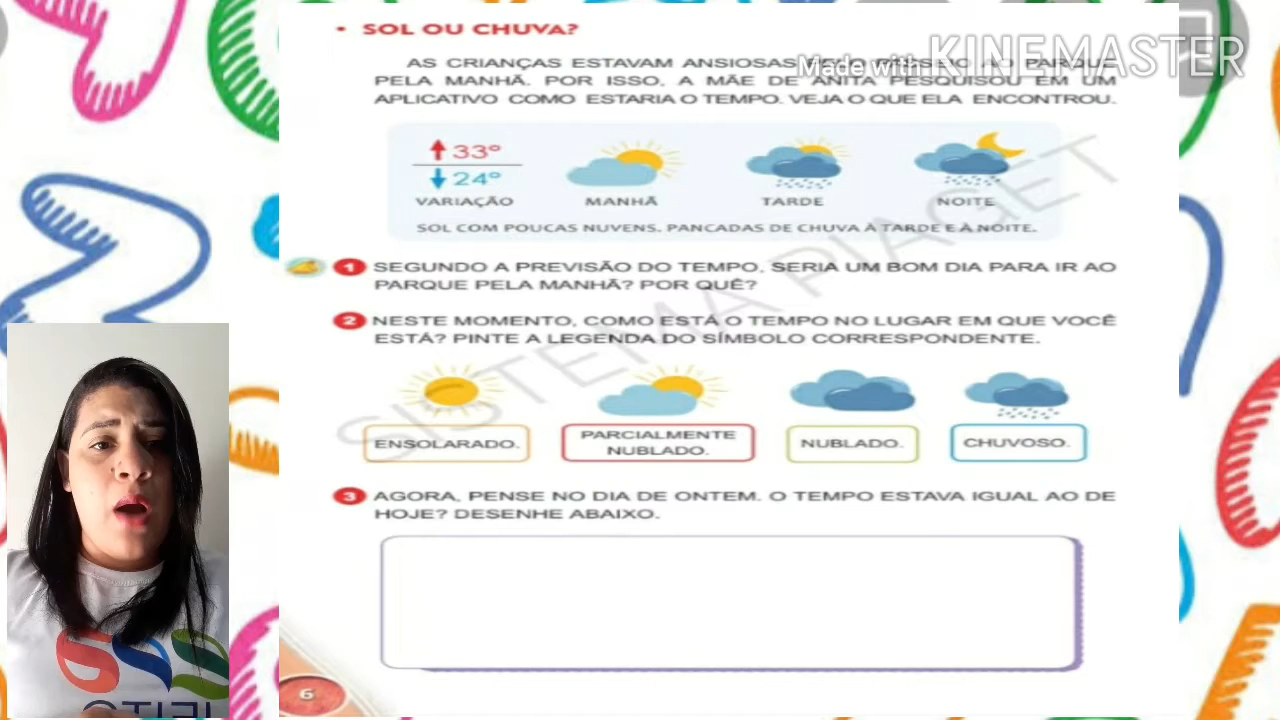 • SOL OU CHUVA?
AS CRIANÇAS ESTAVAM ANSIOSAS PARQUE
Made with KINEMASTER
PELA MANHÃ. POR ISSO, A MÃE DE ANITA PESQUISOU EM UM
APLICATIVO COMO ESTARIA O TEMPO. VEJA O QUE ELA ENCONTROU.
33º
24º
VARIAÇÃO MANHÃ TARDE NOITE
SOL COM POUCAS NUVENS. PANCADAS DE CHUVA À TARDE E À NOITE.
1 SEGUNDO A PREVISÃO DO TEMPO, SERIA UM BOM DIA PARA IR AO
PARQUE PELA MANHÃ? POR QUÊ?
2 NESTE MOMENTO, COMO ESTÁ O TEMPO NO LUGAR EM QUE VOCÊ
ESTÁ? PINTE A LEGENDA DO SÍMBOLO CORRESPONDENTE.
ENSOLARADO.
PARCIALMENTE
NUBLADO.
NUBLADO.
CHUVOSO.
3 AGORA, PENSE NO DIA DE ONTEM. O TEMPO ESTAVA IGUAL AO DE
HOJE? DESENHE ABAIXO.
6
SISTEMA PIAGET